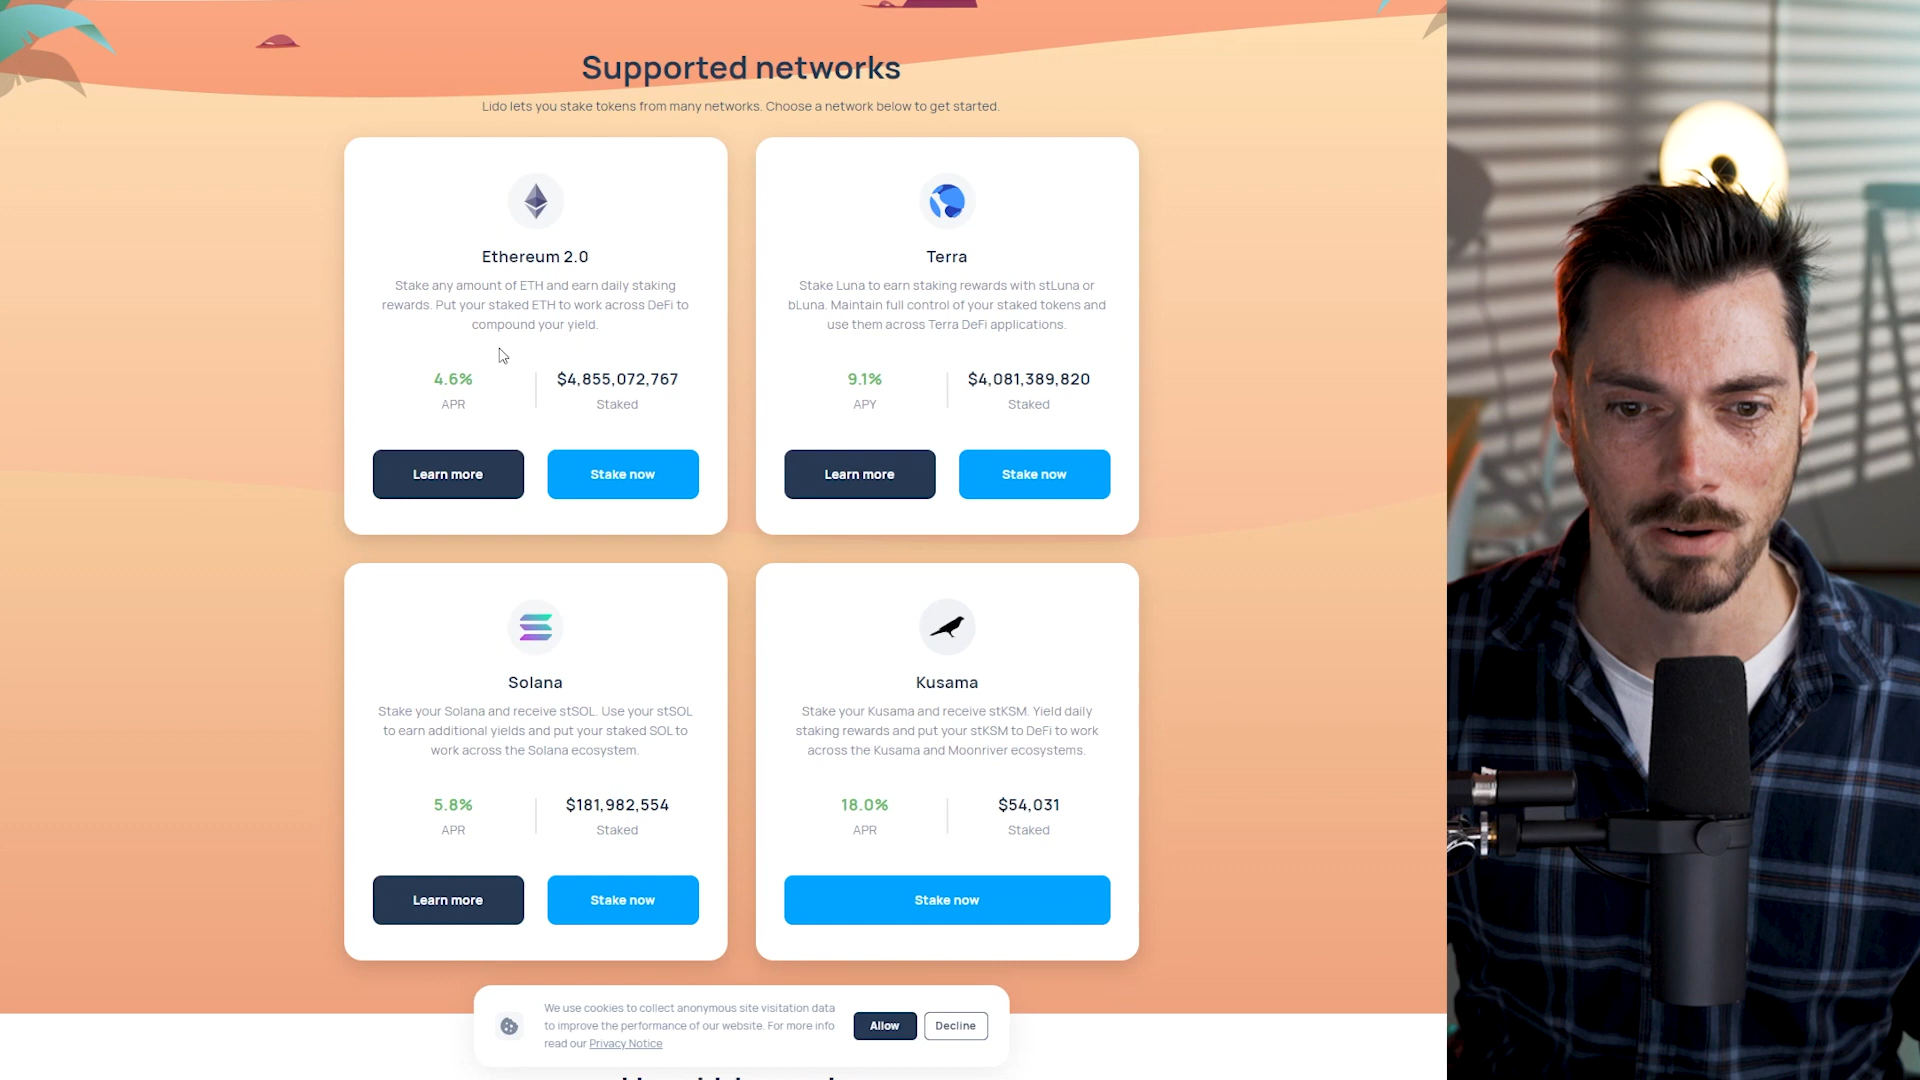 Supported networks
Lido lets you stake tokens from many networks. Choose a network below to get started.
Ethereum 2.0
Stake any amount of ETH and earn daily staking
rewards. Put your staked ETH to work across DeFi to
compound your yield.
4.6%
APR
$4,855,072,767
Staked
Learn more
Stake now
Terra
Stake Luna to earn staking rewards with stLuna or
bLuna. Maintain full control of your staked tokens and
use them across Terra DeFi applications.
9.1%
APY
$4,081,389,820
Staked
Learn more
Stake now
Solana
Stake your Solana and receive stSOL. Use your stSOL
to earn additional yields and put your staked SOL to
work across the Solana ecosystem.
5.8%
APR
$181,982,554
Staked
Learn more
Stake now
Kusama
Stake your Kusama and receive stKSM. Yield daily
staking rewards and put your stKSM to DeFi to work
across the Kusama and Moonriver ecosystems.
18.0%
APR
$54,031
Staked
Stake now
We use cookies to collect anonymous site visitation data
to improve the performance of our website. For more info
read our Privacy Notice
Allow
Decline